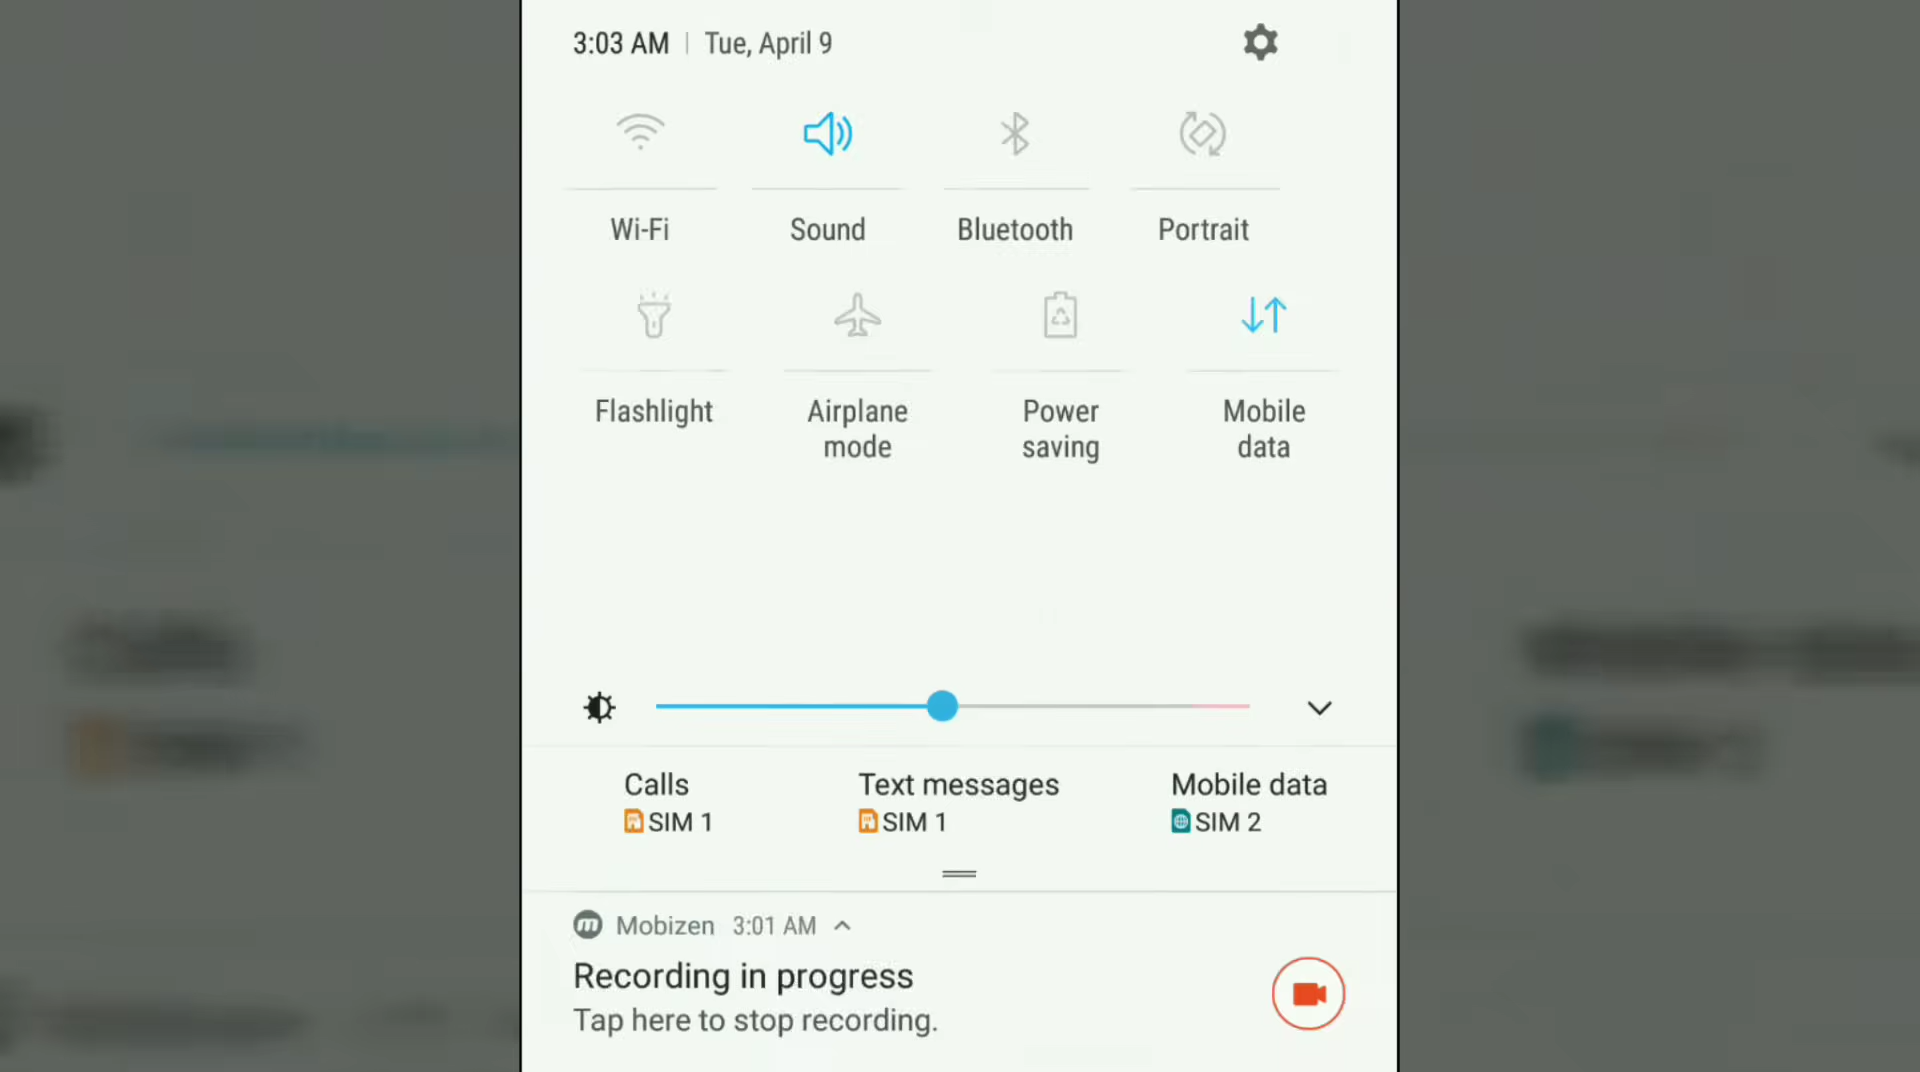 3:03 AM | Tue, April 9
Wi-Fi Sound Bluetooth Portrait
Flashlight Airplane mode Power saving Mobile data
Calls Text messages Mobile data
SIM 1 SIM 1 SIM 2
Mobizen 3:01 AM
Recording in progress
Tap here to stop recording.